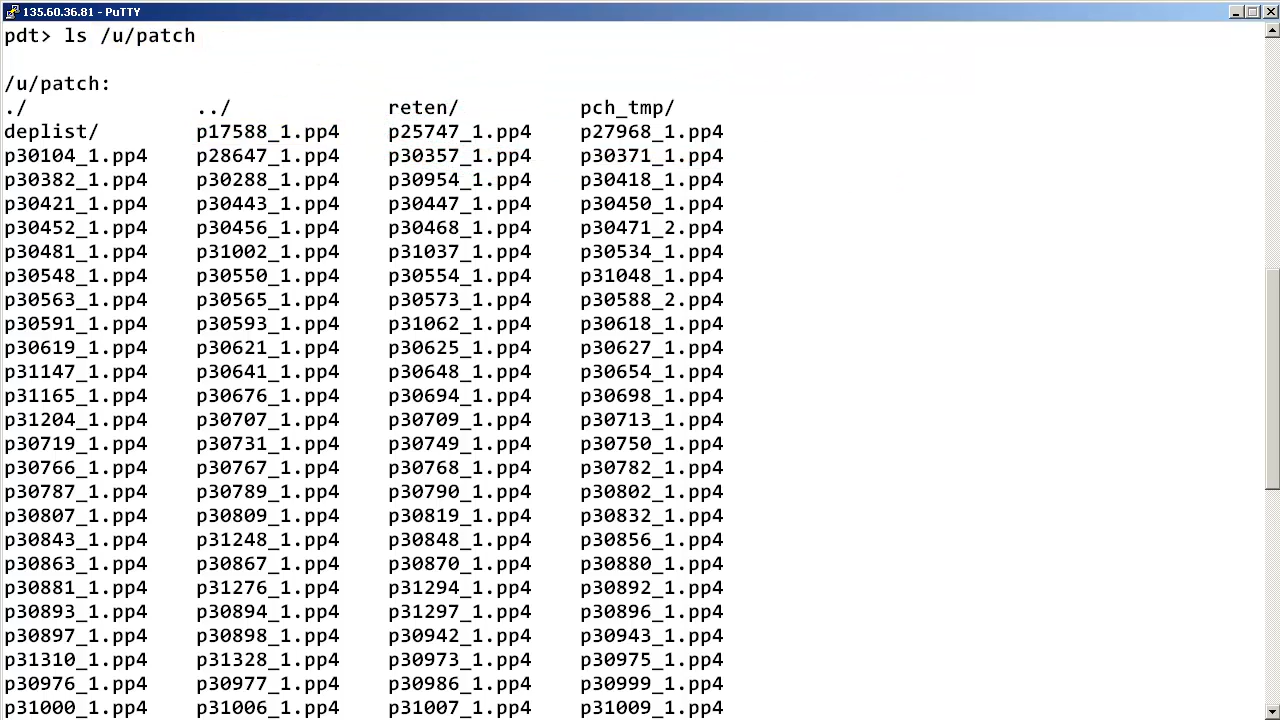 135.60.36.81 - PuTTY
pdt> ls /u/patch
/u/patch:
./ ../ reten/ pch_tmp/
deplist/ p17588_1.pp4 p25747_1.pp4 p27968_1.pp4
p30104_1.pp4 p28647_1.pp4 p30357_1.pp4 p30371_1.pp4
p30382_1.pp4 p30288_1.pp4 p30954_1.pp4 p30418_1.pp4
p30421_1.pp4 p30443_1.pp4 p30447_1.pp4 p30450_1.pp4
p30452_1.pp4 p30456_1.pp4 p30468_1.pp4 p30471_2.pp4
p30481_1.pp4 p31002_1.pp4 p31037_1.pp4 p30534_1.pp4
p30548_1.pp4 p30550_1.pp4 p30554_1.pp4 p31048_1.pp4
p30563_1.pp4 p30565_1.pp4 p30573_1.pp4 p30588_2.pp4
p30591_1.pp4 p30593_1.pp4 p31062_1.pp4 p30618_1.pp4
p30619_1.pp4 p30621_1.pp4 p30625_1.pp4 p30627_1.pp4
p31147_1.pp4 p30641_1.pp4 p30648_1.pp4 p30654_1.pp4
p31165_1.pp4 p30676_1.pp4 p30694_1.pp4 p30698_1.pp4
p31204_1.pp4 p30707_1.pp4 p30709_1.pp4 p30713_1.pp4
p30719_1.pp4 p30731_1.pp4 p30749_1.pp4 p30750_1.pp4
p30766_1.pp4 p30767_1.pp4 p30768_1.pp4 p30782_1.pp4
p30787_1.pp4 p30789_1.pp4 p30790_1.pp4 p30802_1.pp4
p30807_1.pp4 p30809_1.pp4 p30819_1.pp4 p30832_1.pp4
p30843_1.pp4 p31248_1.pp4 p30848_1.pp4 p30856_1.pp4
p30863_1.pp4 p30867_1.pp4 p30870_1.pp4 p30880_1.pp4
p30881_1.pp4 p31276_1.pp4 p31294_1.pp4 p30892_1.pp4
p30893_1.pp4 p30894_1.pp4 p31297_1.pp4 p30896_1.pp4
p30897_1.pp4 p30898_1.pp4 p30942_1.pp4 p30943_1.pp4
p31310_1.pp4 p31328_1.pp4 p30973_1.pp4 p30975_1.pp4
p30976_1.pp4 p30977_1.pp4 p30986_1.pp4 p30999_1.pp4
p31000_1.pp4 p31006_1.pp4 p31007_1.pp4 p31009_1.pp4